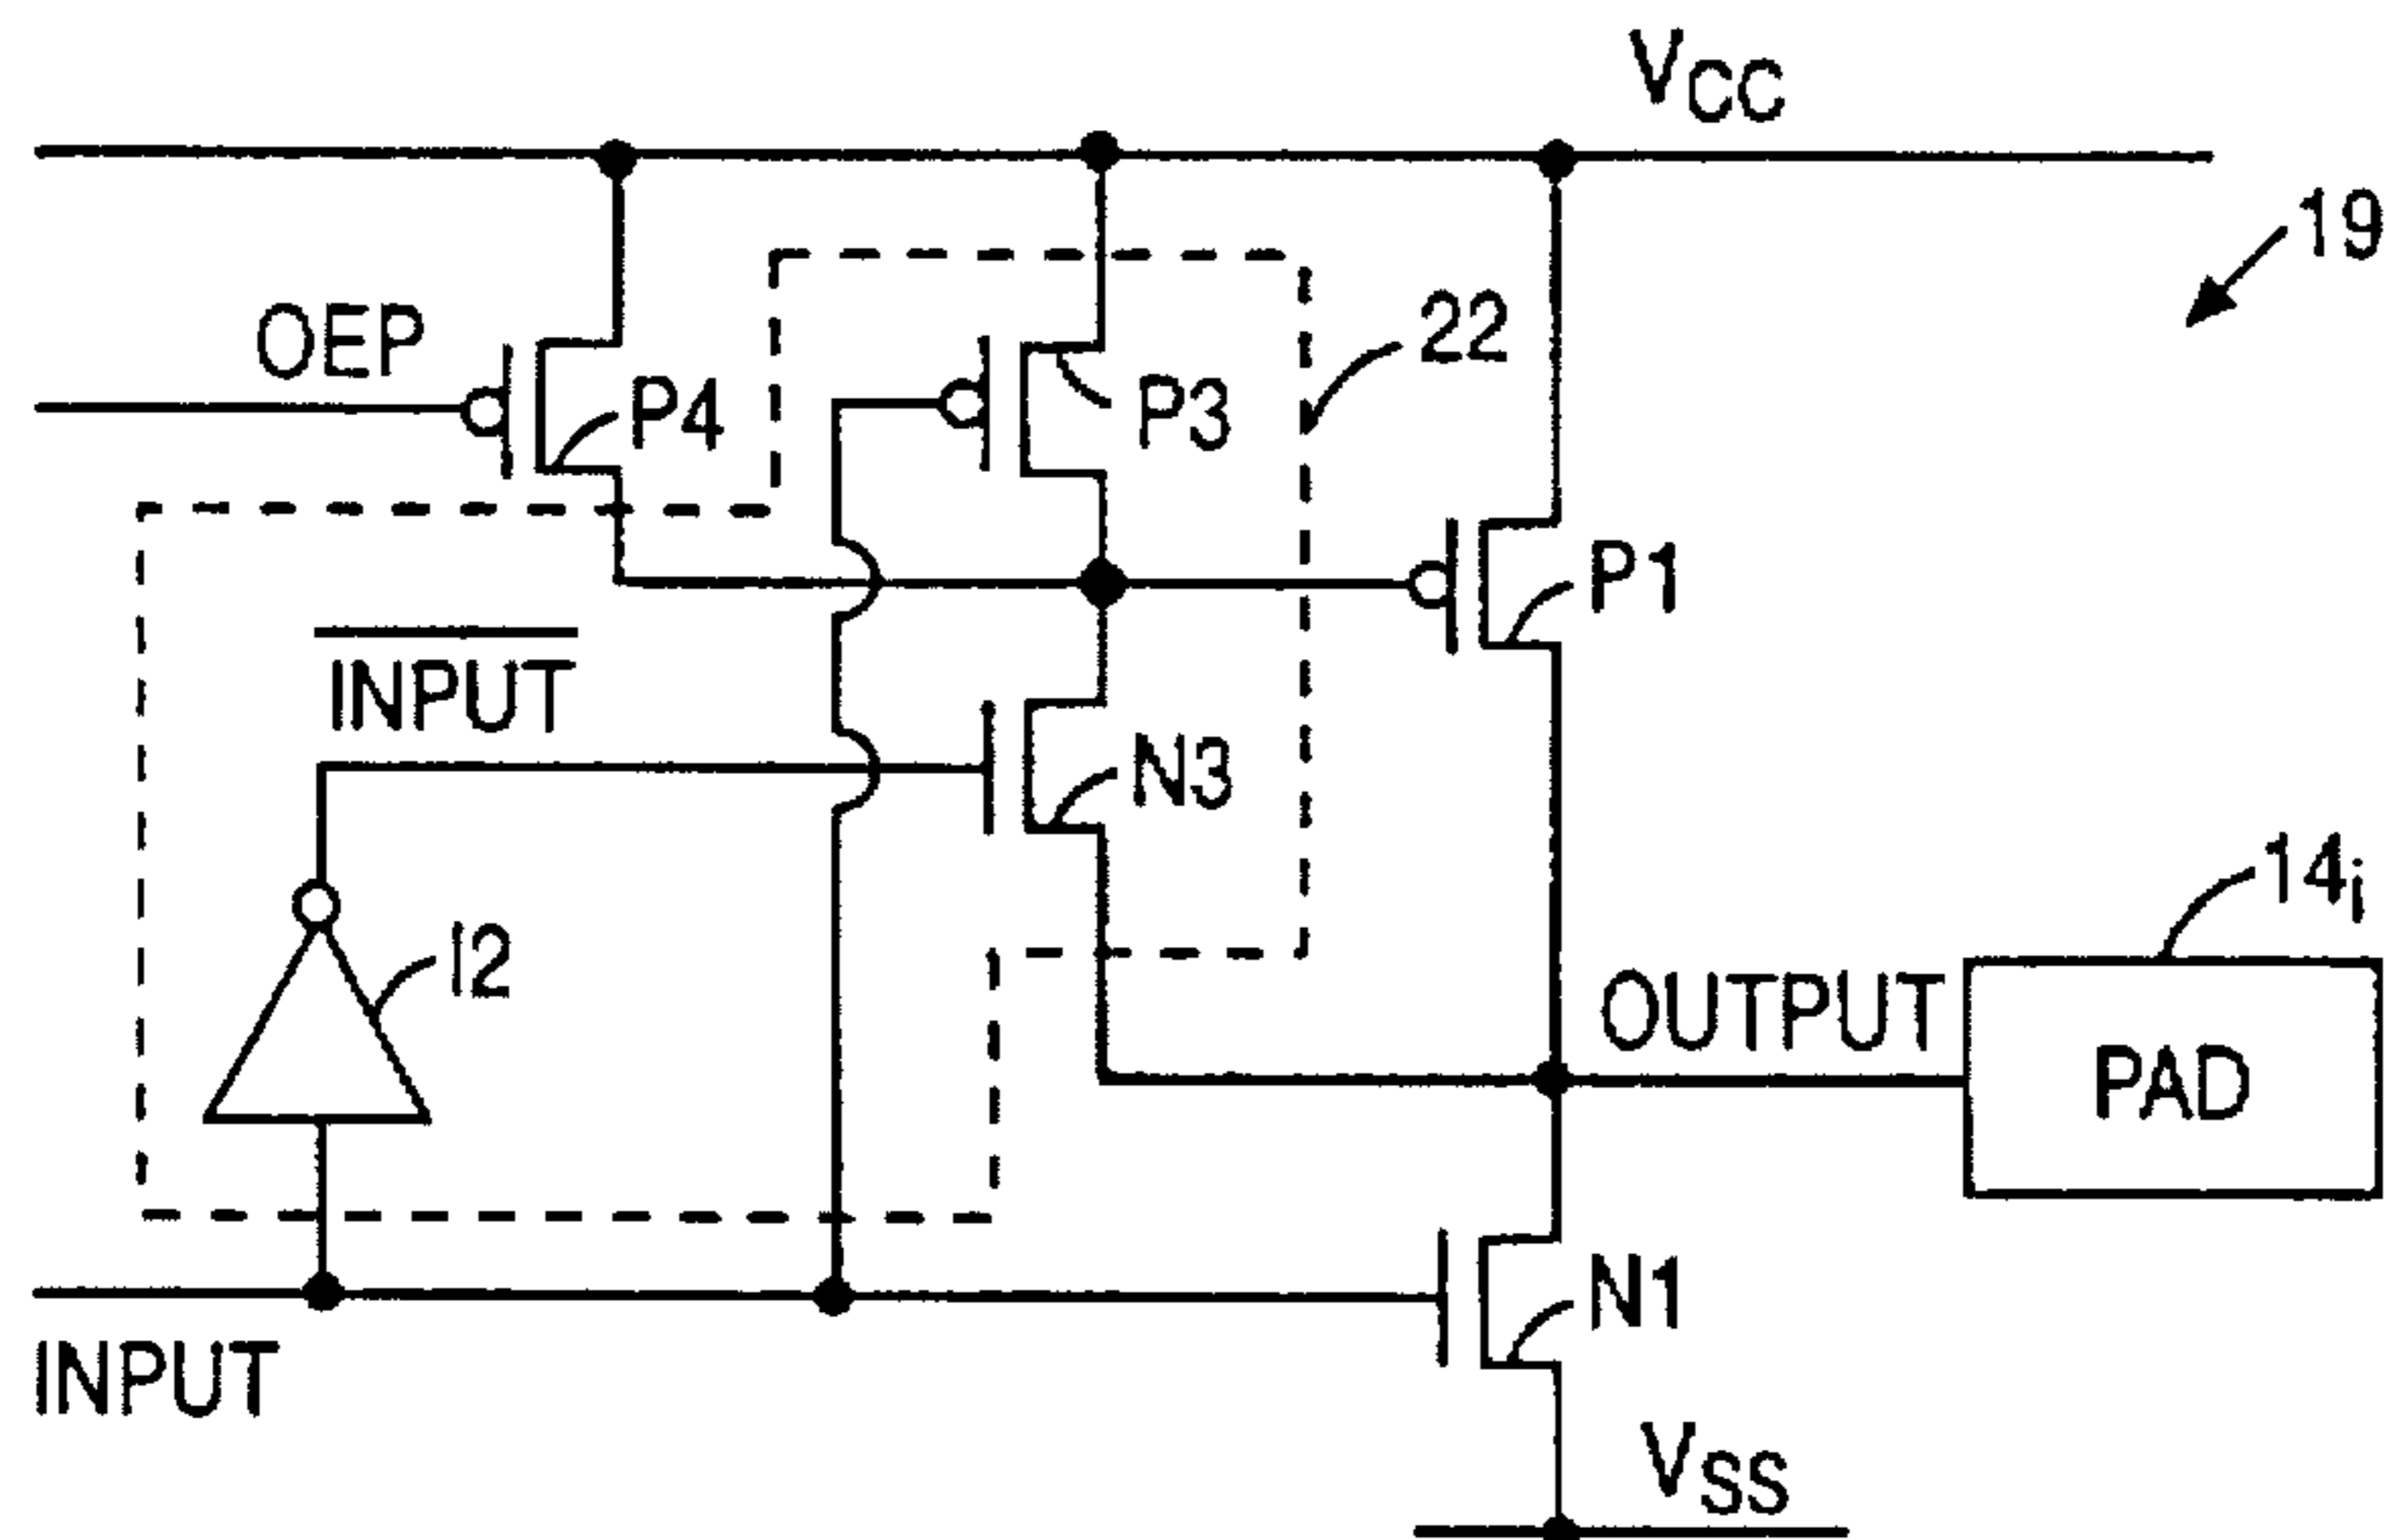 VCC
19
OEP
22
P4
P3
P1
INPUT
N3
14i
I2
OUTPUT
PAD
N1
INPUT
VSS